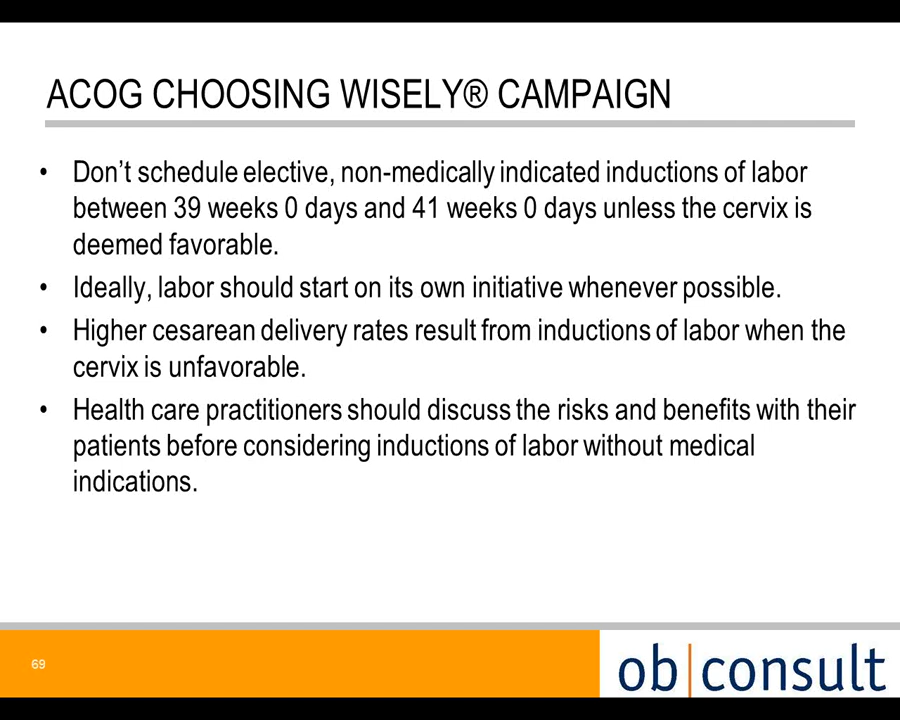 ACOG CHOOSING WISELY® CAMPAIGN
• Don’t schedule elective, non-medically indicated inductions of labor
between 39 weeks 0 days and 41 weeks 0 days unless the cervix is
deemed favorable.
• Ideally, labor should start on its own initiative whenever possible.
• Higher cesarean delivery rates result from inductions of labor when the
cervix is unfavorable.
• Health care practitioners should discuss the risks and benefits with their
patients before considering inductions of labor without medical
indications.
69
ob|consult